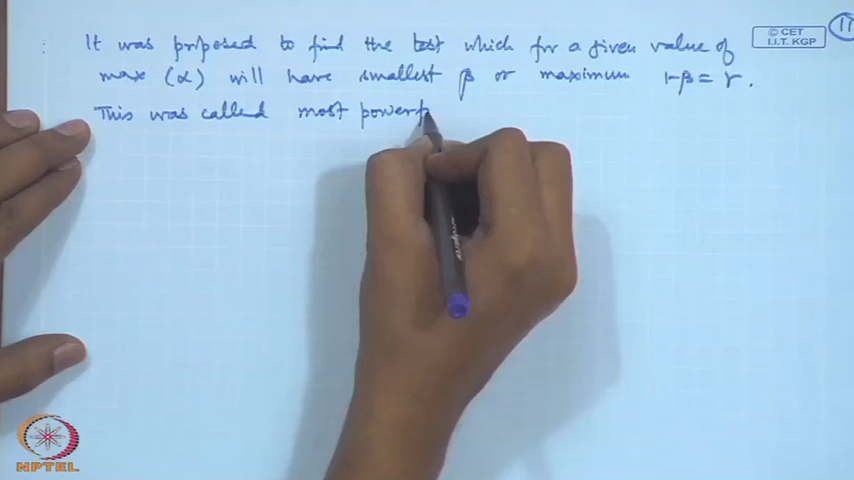 It was proposed to find the test which for a given value of
max (α) will have smallest β or maximum 1-β = γ.
This was called most powerf
© CET
I.I.T. KGP
11
NPTEL